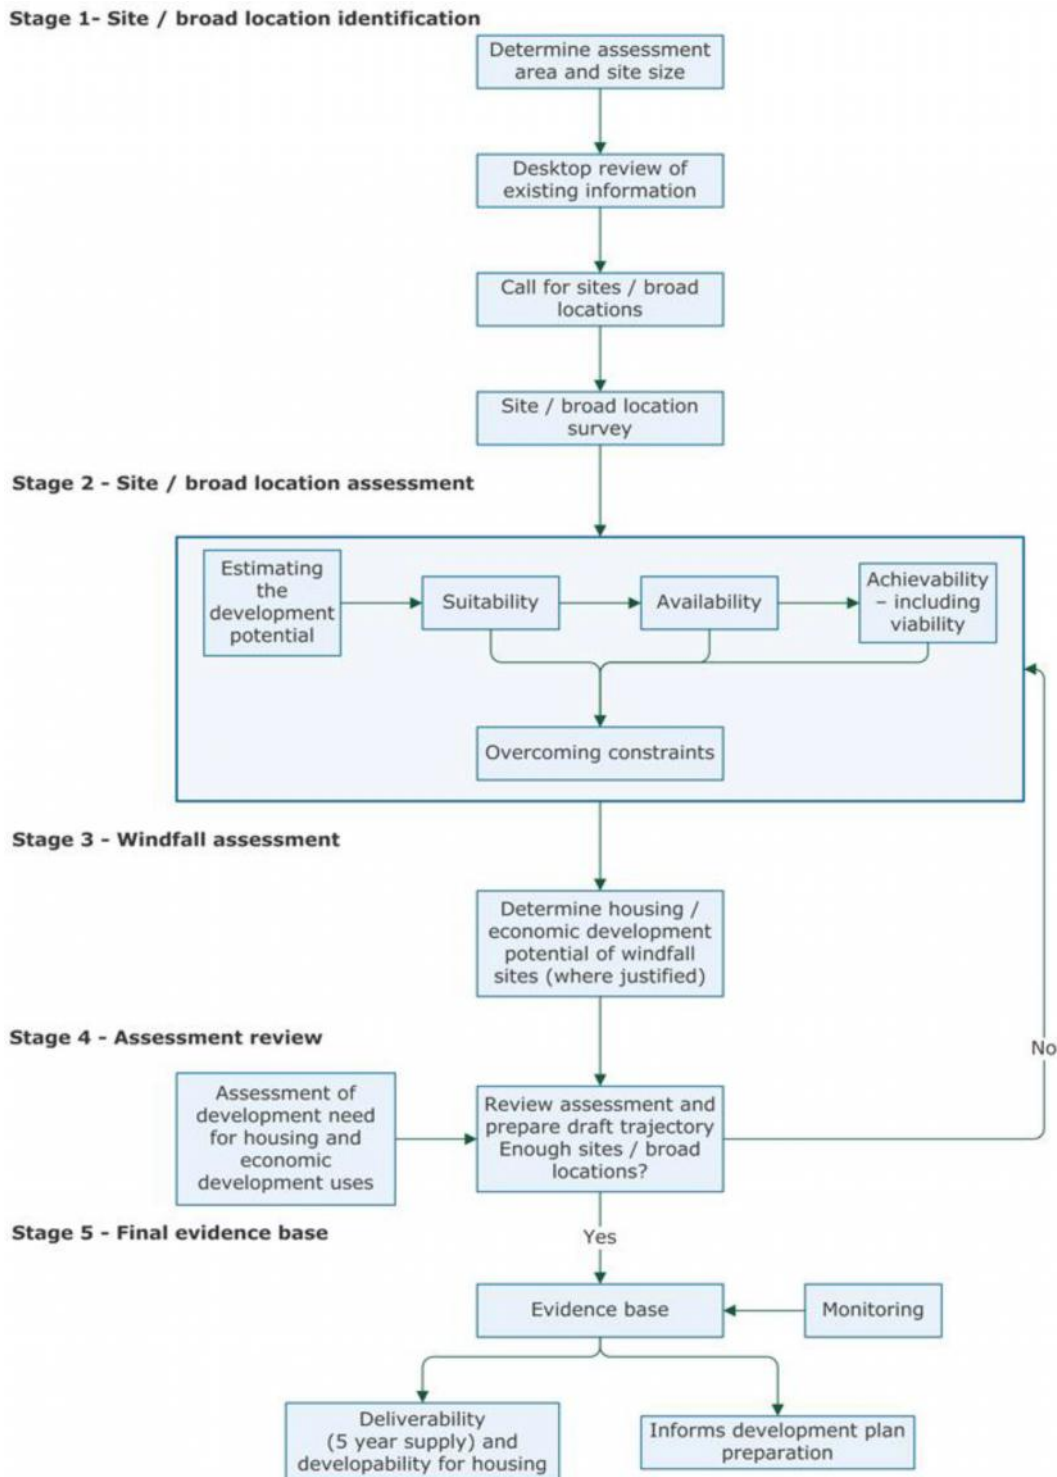 Stage 1- Site / broad location identification
Determine assessment
area and site size
Desktop review of
existing information
Call for sites / broad
locations
Site / broad location
survey
Stage 2 - Site / broad location assessment
Estimating
the
development
potential
Suitability
Availability
Achievability
– including
viability
Overcoming constraints
Stage 3 - Windfall assessment
Determine housing /
economic development
potential of windfall
sites (where justified)
Stage 4 - Assessment review
Assessment of
development need
for housing and
economic
development uses
Review assessment and
prepare draft trajectory
Enough sites / broad
locations?
No
Stage 5 - Final evidence base
Yes
Evidence base
Monitoring
Deliverability
(5 year supply) and
developability for housing
Informs development plan
preparation